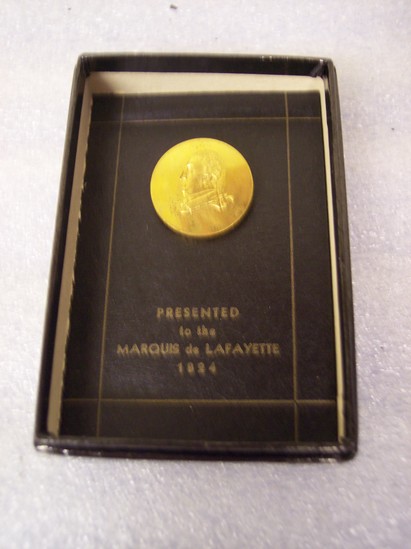 PRESENTED
to the
MARQUIS de LAFAYETTE
1824